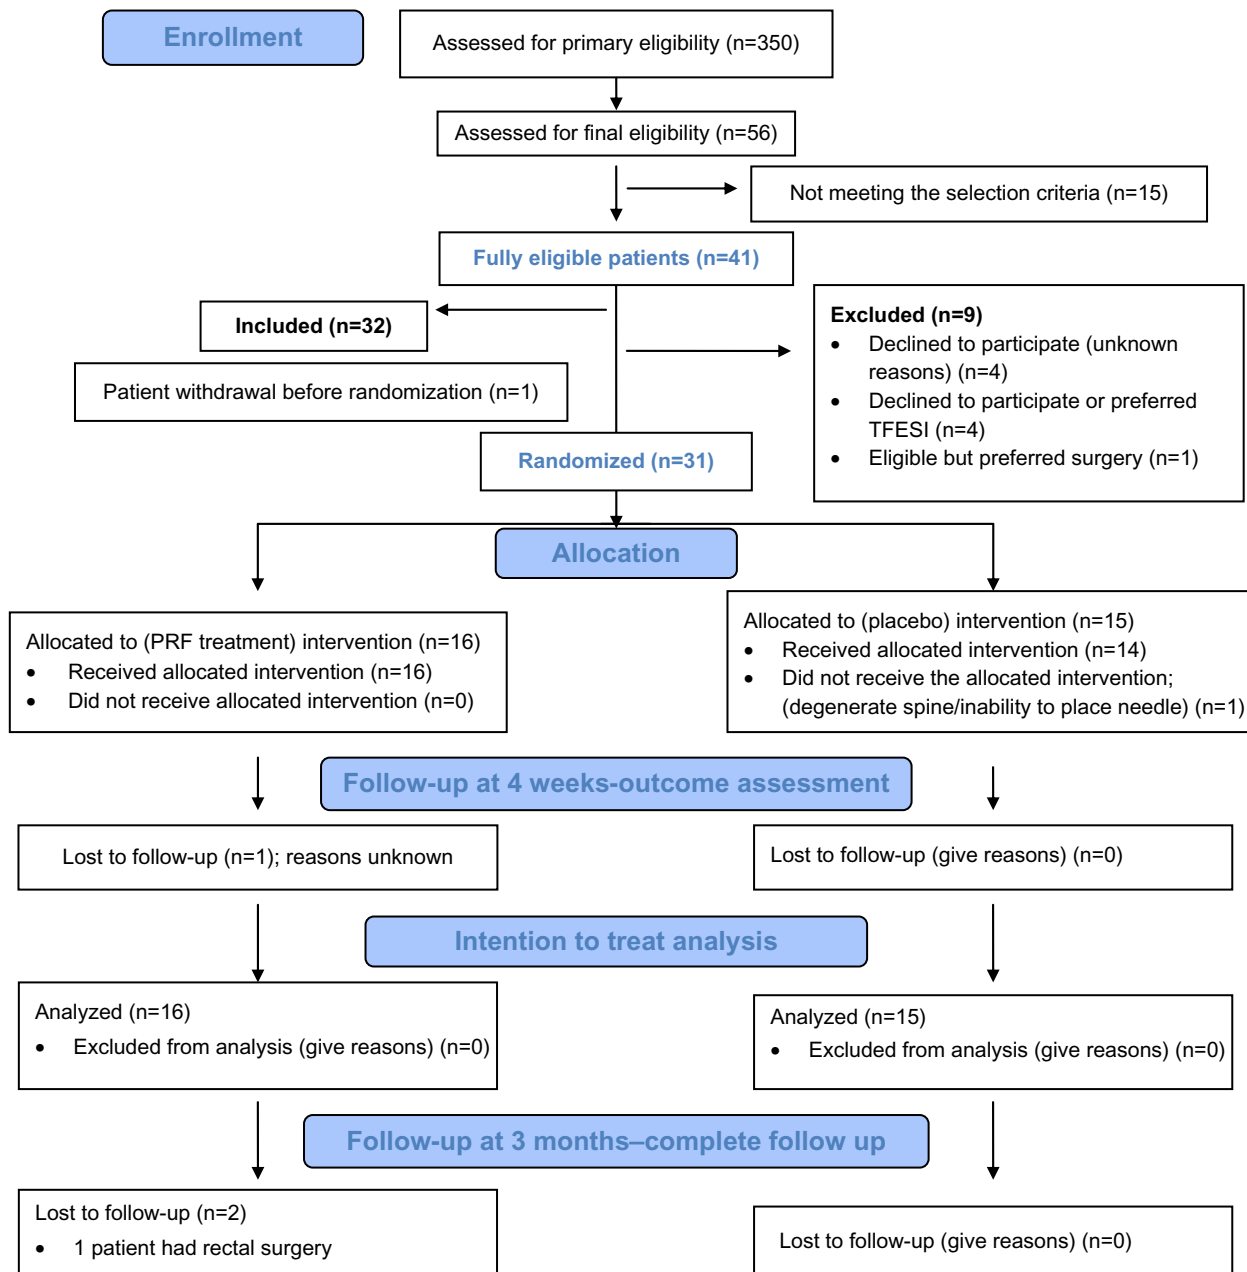 Enrollment
Assessed for primary eligibility (n=350)
Assessed for final eligibility (n=56)
Not meeting the selection criteria (n=15)
Fully eligible patients (n=41)
Included (n=32)
Patient withdrawal before randomization (n=1)
Excluded (n=9)
• Declined to participate (unknown
reasons) (n=4)
• Declined to participate or preferred
TFESI (n=4)
• Eligible but preferred surgery (n=1)
Randomized (n=31)
Allocation
Allocated to (PRF treatment) intervention (n=16)
• Received allocated intervention (n=16)
• Did not receive allocated intervention (n=0)
Allocated to (placebo) intervention (n=15)
• Received allocated intervention (n=14)
• Did not receive the allocated intervention;
(degenerate spine/inability to place needle) (n=1)
Follow-up at 4 weeks-outcome assessment
Lost to follow-up (n=1); reasons unknown
Lost to follow-up (give reasons) (n=0)
Intention to treat analysis
Analyzed (n=16)
• Excluded from analysis (give reasons) (n=0)
Analyzed (n=15)
• Excluded from analysis (give reasons) (n=0)
Follow-up at 3 months–complete follow up
Lost to follow-up (n=2)
• 1 patient had rectal surgery
Lost to follow-up (give reasons) (n=0)